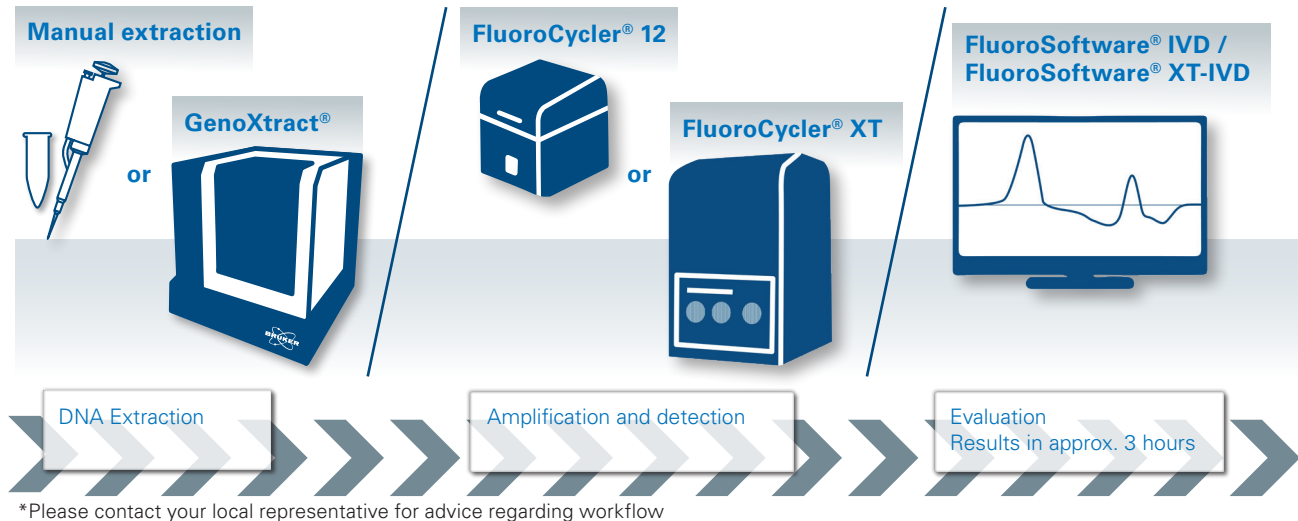 Manual extraction
or
GenoXtract®
BRUKER
FluoroCycler® 12
or
FluoroCycler® XT
FluoroSoftware® IVD /
FluoroSoftware® XT-IVD
DNA Extraction
Amplification and detection
Evaluation
Results in approx. 3 hours
*Please contact your local representative for advice regarding workflow